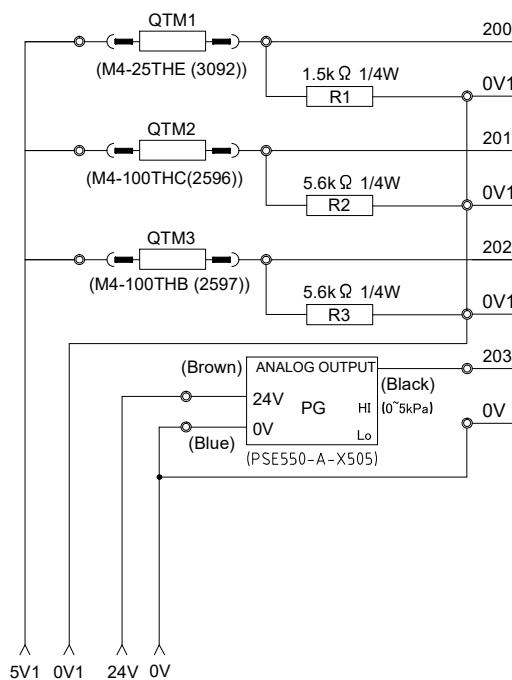 QTM1
200
(M4-25THE (3092))
1.5kΩ 1/4W
R1
0V1
QTM2
201
(M4-100THC(2596))
5.6kΩ 1/4W
R2
0V1
QTM3
202
(M4-100THB (2597))
5.6kΩ 1/4W
R3
0V1
(Brown)
ANALOG OUTPUT
203
24V
(Black)
PG
HI
(0~5kPa)
0V
(Blue)
0V
Lo
(PSE550-A-X505)
5V1 0V1 24V 0V